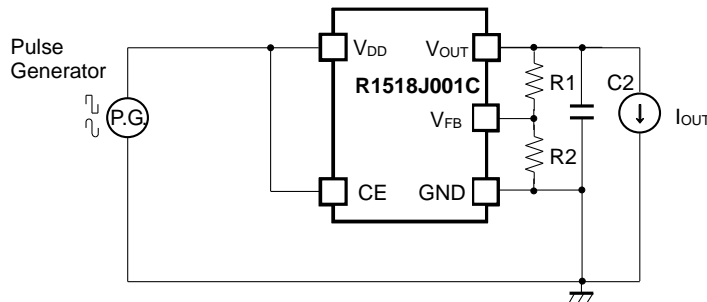 Pulse
Generator
P.G.
VDD
VOUT
R1518J001C
VFB
CE
GND
R1
R2
C2
IOUT